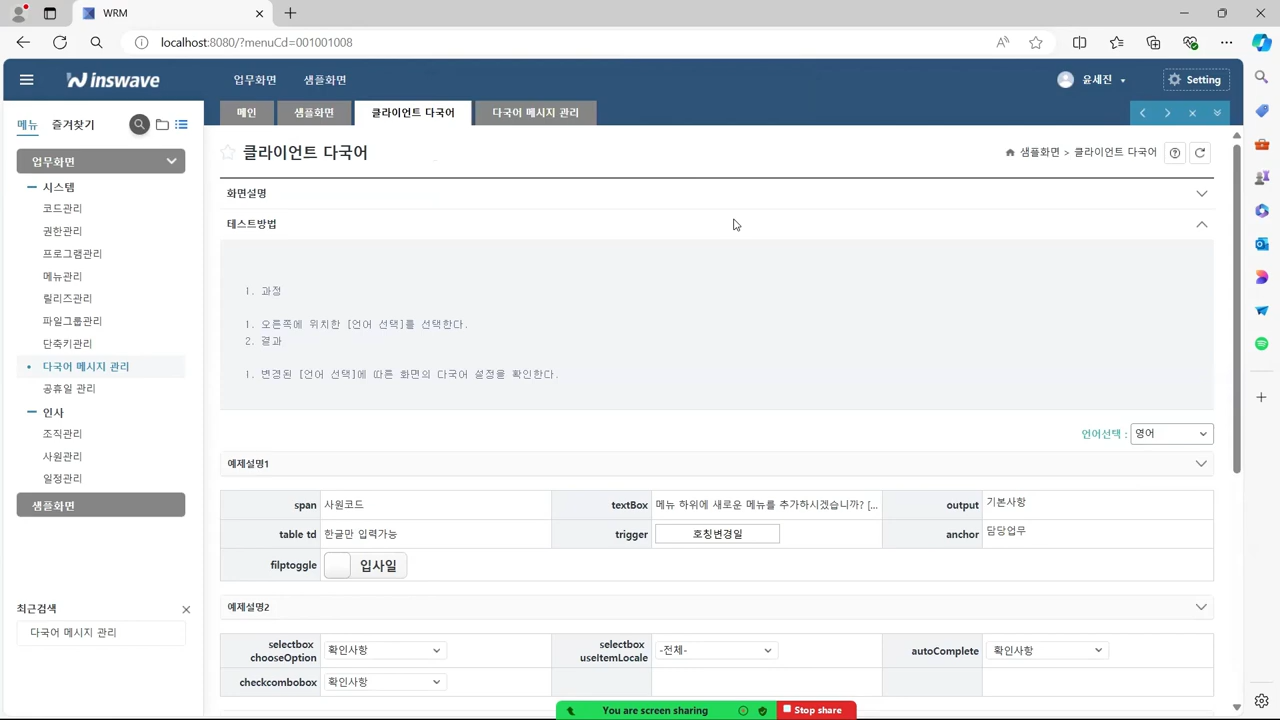 WRM
localhost:8080/?menuCd=001001008
inswave
업무화면
샘플화면
윤세진
Setting
메인
샘플화면
클라이언트 다국어
다국어 메시지 관리
메뉴
즐겨찾기
업무화면
시스템
코드관리
권한관리
프로그램관리
메뉴관리
릴리즈관리
파일그룹관리
단축키관리
다국어 메시지 관리
공휴일 관리
인사
조직관리
사원관리
일정관리
샘플화면
최근검색
다국어 메시지 관리
클라이언트 다국어
샘플화면 > 클라이언트 다국어
화면설명
테스트방법
1. 과정
1. 오른쪽에 위치한 [언어 선택]를 선택한다.
2. 결과
1. 변경된 [언어 선택]에 따른 화면의 다국어 설정을 확인한다.
언어선택 : 영어
예제설명1
span 사원코드 textBox 메뉴 하위에 새로운 메뉴를 추가하시겠습니까? [... output 기본사항
table td 한글만 입력가능 trigger 호칭변경일 anchor 담당업무
filptoggle 입사일
예제설명2
selectbox chooseOption 확인사항 selectbox useItemLocale -전체- autoComplete 확인사항
checkcombobox 확인사항
You are screen sharing
Stop share